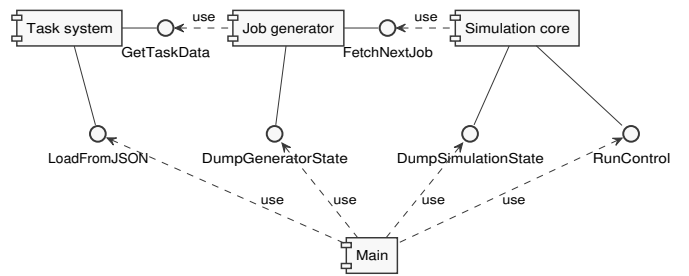 Task system
use
Job generator
use
Simulation core
GetTaskData
FetchNextJob
LoadFromJSON
DumpGeneratorState
DumpSimulationState
RunControl
use
use
use
use
Main